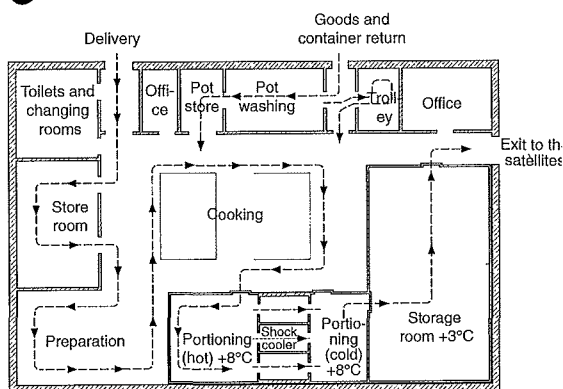 Delivery
Goods and
container return
Toilets and
changing
rooms
Offi-
ce
Pot
store
Pot
washing
Troll
ey
Office
Exit to th
satellites
Store
room
Cooking
Preparation
Portioning
(hot) +8°C
Shock
cooler
Portio-
ning
(cold)
+8°C
Storage
room +3°C